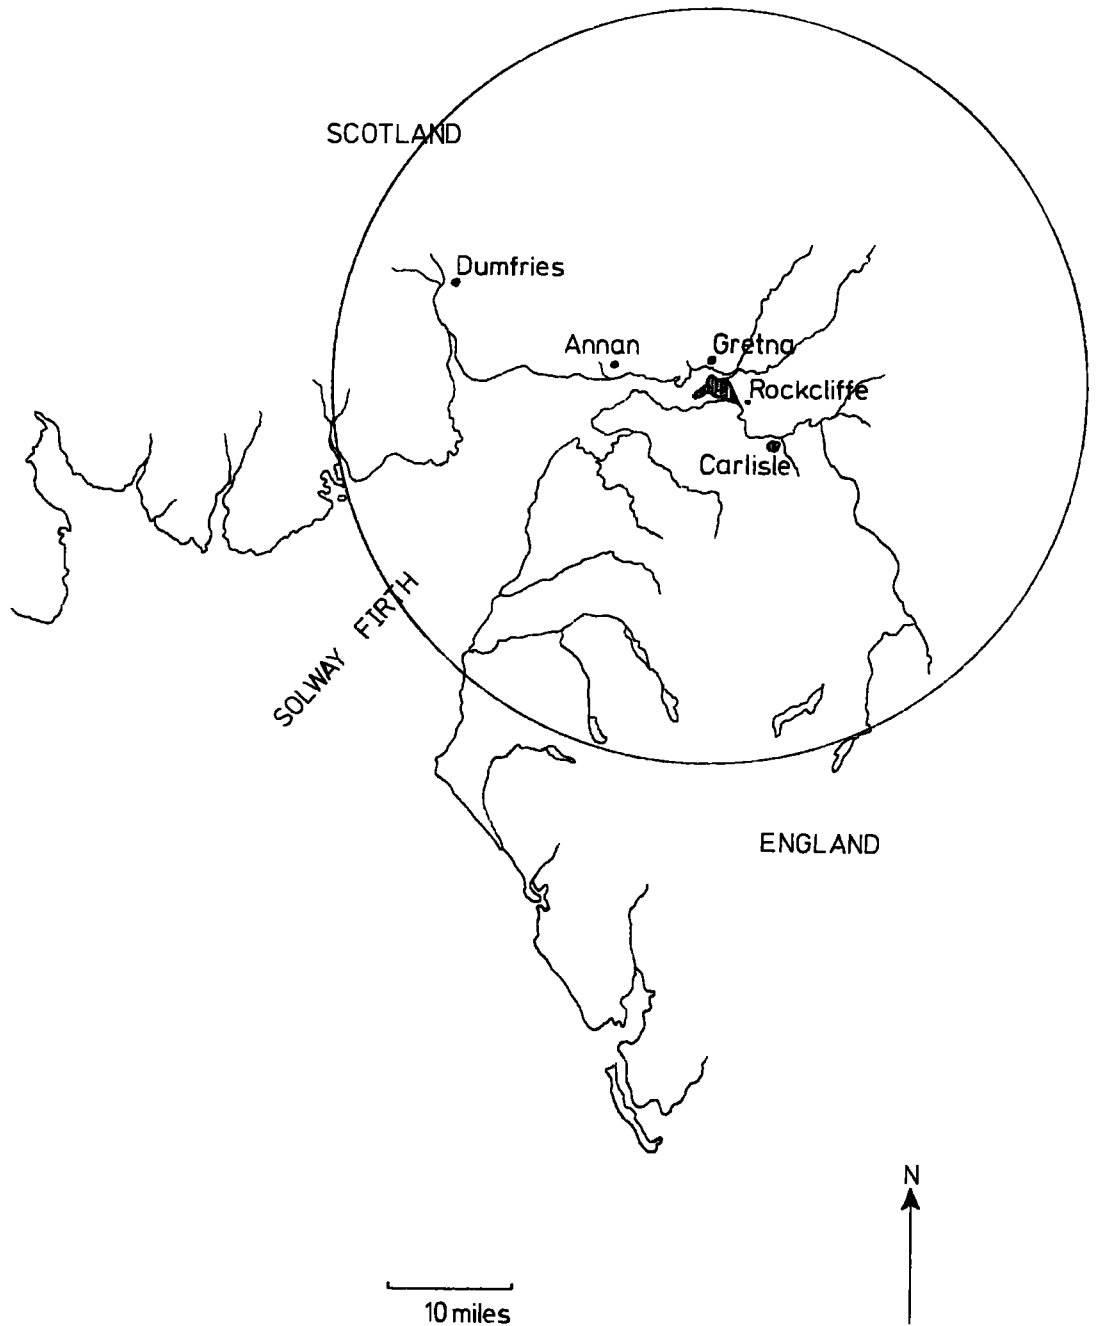 SCOTLAND
Dumfries
Annan
Gretna
Rockcliffe
Carlisle
SOLWAY FIRTH
ENGLAND
N
10 miles